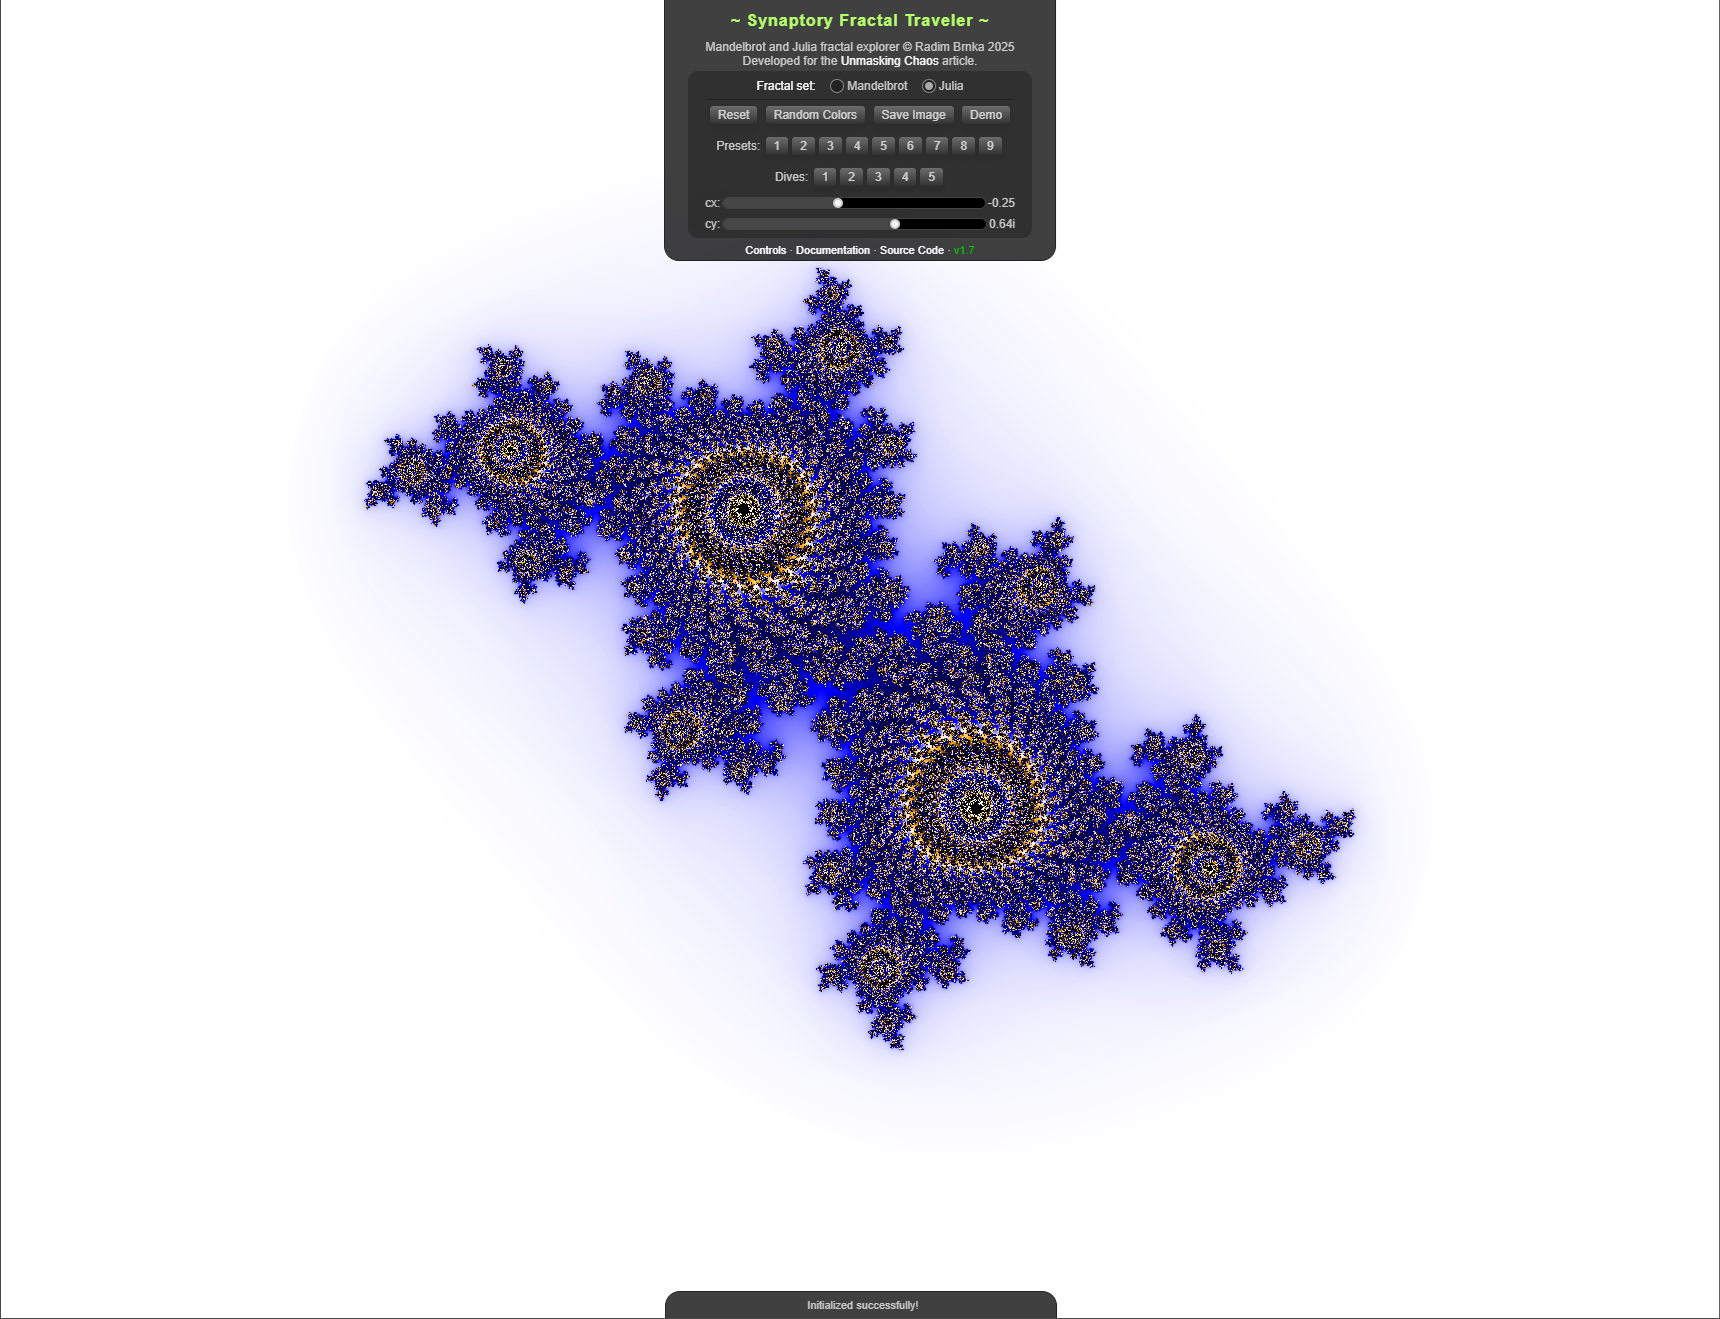 ~ Synaptory Fractal Traveler ~
Mandelbrot and Julia fractal explorer © Radim Brnka 2025
Developed for the Unmasking Chaos article.
Fractal set: Mandelbrot Julia
Reset Random Colors Save Image Demo
Presets: 1 2 3 4 5 6 7 8 9
Dives: 1 2 3 4 5
cx: -0.25
cy: 0.64i
Controls · Documentation · Source Code · v1.7
Initialized successfully!